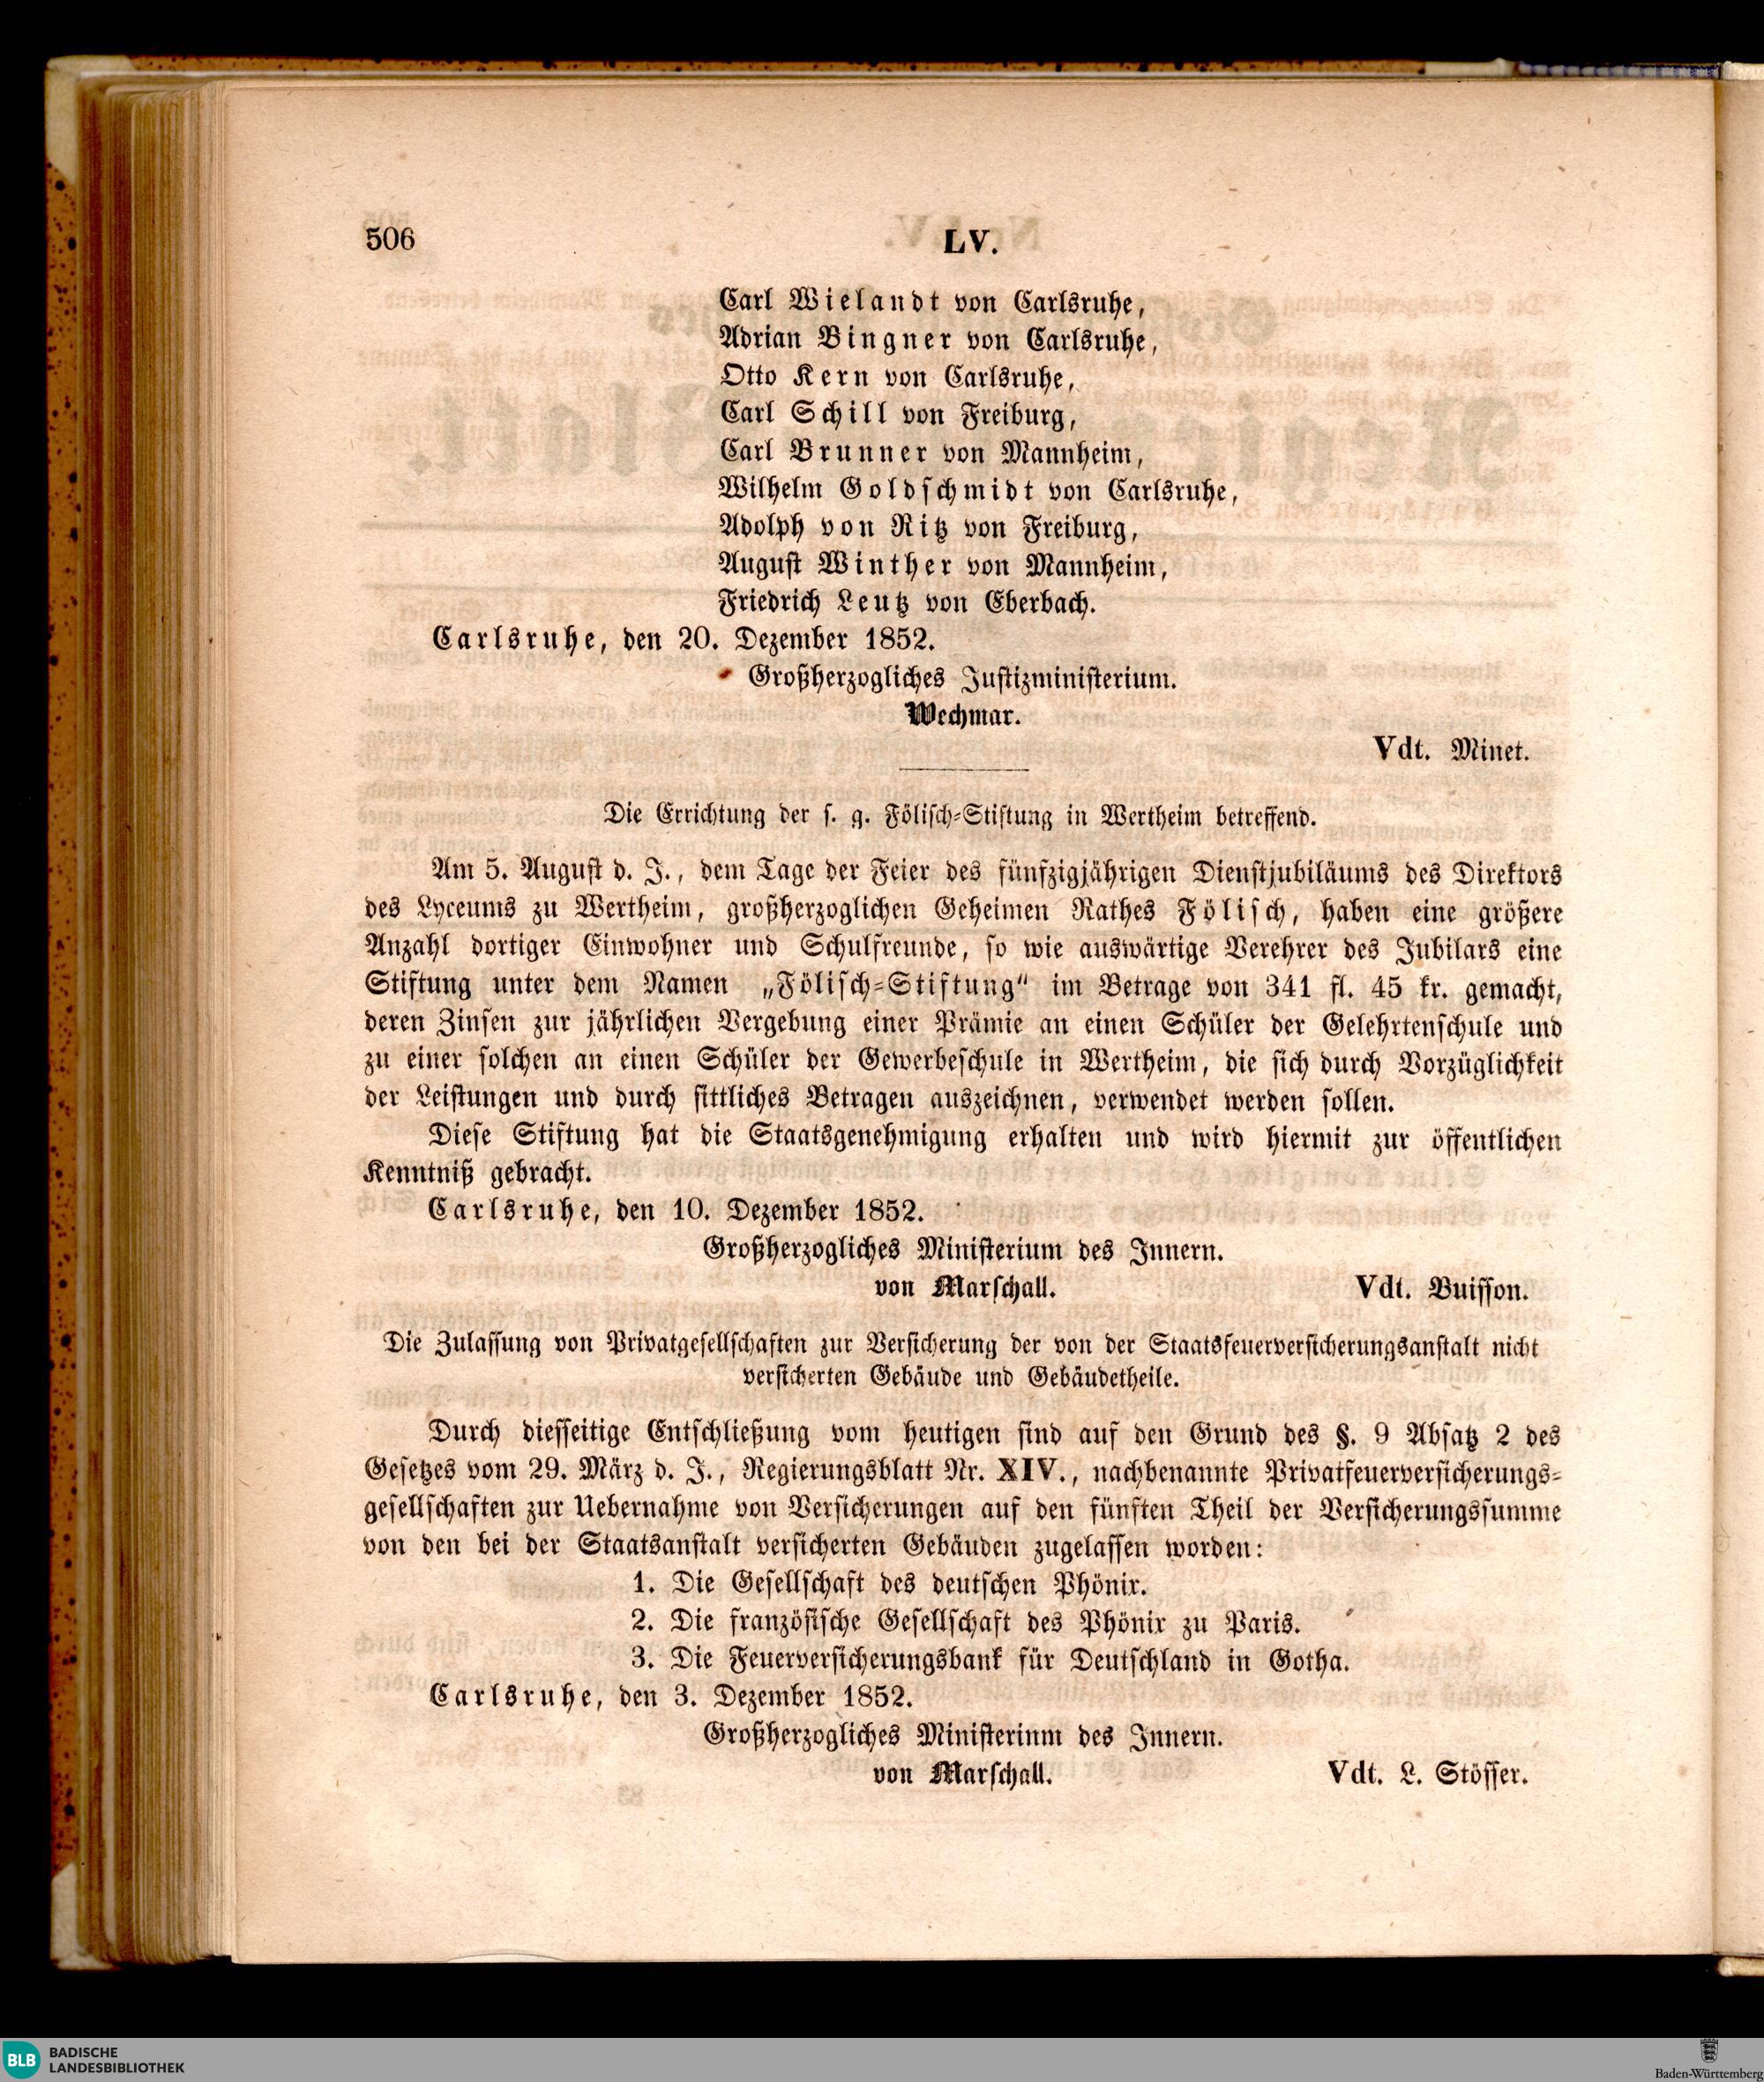 506
LV.
Carl Wielandt von Carlsruhe,
Adrian Bingner von Carlsruhe,
Otto Kern von Carlsruhe,
Carl Schill von Freiburg,
Carl Brunner von Mannheim,
Wilhelm Goldschmidt von Carlsruhe,
Adolph von Ritz von Freiburg,
August Winther von Mannheim,
Friedrich Leutz von Eberbach.
Carlsruhe, den 20. Dezember 1852.
Großherzogliches Justizministerium.
Wechmar.
Vdt. Minet.
Die Errichtung der s. g. Fölisch-Stiftung in Wertheim betreffend.
Am 5. August d. J., dem Tage der Feier des fünfzigjährigen Dienstjubiläums des Direktors
des Lyceums zu Wertheim, großherzoglichen Geheimen Rathes Fölisch, haben eine größere
Anzahl dortiger Einwohner und Schulfreunde, so wie auswärtige Verehrer des Jubilars eine
Stiftung unter dem Namen „Fölisch-Stiftung“ im Betrage von 341 fl. 45 kr. gemacht,
deren Zinsen zur jährlichen Vergebung einer Prämie an einen Schüler der Gelehrtenschule und
zu einer solchen an einen Schüler der Gewerbeschule in Wertheim, die sich durch Vorzüglichkeit
der Leistungen und durch sittliches Betragen auszeichnen, verwendet werden sollen.
Diese Stiftung hat die Staatsgenehmigung erhalten und wird hiermit zur öffentlichen
Kenntniß gebracht.
Carlsruhe, den 10. Dezember 1852.
Großherzogliches Ministerium des Innern.
von Marschall. Vdt. Buisson.
Die Zulassung von Privatgesellschaften zur Versicherung der von der Staatsfeuerversicherungsanstalt nicht
versicherten Gebäude und Gebäudetheile.
Durch diesseitige Entschließung vom heutigen sind auf den Grund des §. 9 Absatz 2 des
Gesetzes vom 29. März d. J., Regierungsblatt Nr. XIV., nachbenannte Privatfeuerversicherungs-
gesellschaften zur Uebernahme von Versicherungen auf den fünften Theil der Versicherungssumme
von den bei der Staatsanstalt versicherten Gebäuden zugelassen worden:
1. Die Gesellschaft des deutschen Phönix.
2. Die französische Gesellschaft des Phönix zu Paris.
3. Die Feuerversicherungsbank für Deutschland in Gotha.
Carlsruhe, den 3. Dezember 1852.
Großherzogliches Ministerinm des Innern.
von Marschall. Vdt. L. Stösser.
BLB BADISCHE
LANDESBIBLIOTHEK
Baden-Württemberg